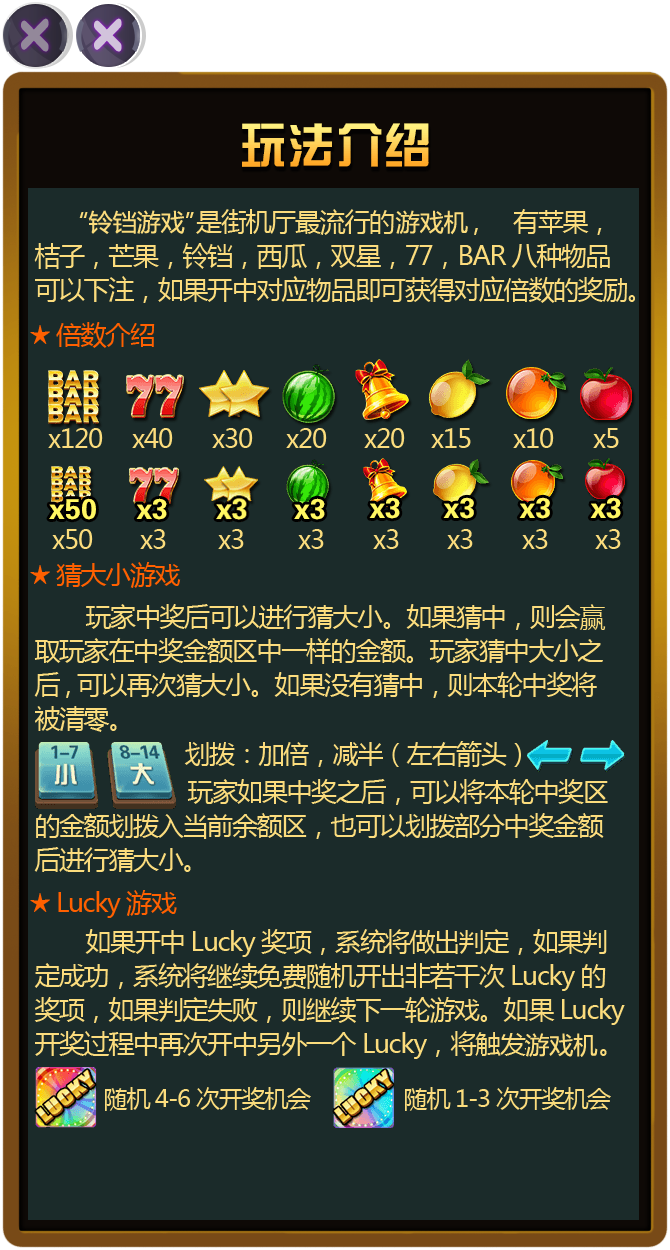 玩法介绍
“铃铛游戏”是街机厅最流行的游戏机， 有苹果，
桔子，芒果，铃铛，西瓜，双星，77，BAR 八种物品
可以下注，如果开中对应物品即可获得对应倍数的奖励。
★ 倍数介绍
BAR BAR BAR 77
x120 x40 x30 x20 x20 x15 x10 x5
BAR BAR BAR 77
x50 x3 x3 x3 x3 x3 x3 x3
x50 x3 x3 x3 x3 x3 x3 x3
★ 猜大小游戏
玩家中奖后可以进行猜大小。如果猜中，则会赢
取玩家在中奖金额区中一样的金额。玩家猜中大小之
后，可以再次猜大小。如果没有猜中，则本轮中奖将
被清零。
1-7 小 8-14 大 划拨：加倍，减半（左右箭头）
玩家如果中奖之后，可以将本轮中奖区
的金额划拨入当前余额区，也可以划拨部分中奖金额
后进行猜大小。
★ Lucky 游戏
如果开中 Lucky 奖项，系统将做出判定，如果判
定成功，系统将继续免费随机开出非若干次 Lucky 的
奖项，如果判定失败，则继续下一轮游戏。如果 Lucky
开奖过程中再次开中另外一个 Lucky，将触发游戏机。
LUCKY 随机 4-6 次开奖机会 LUCKY 随机 1-3 次开奖机会